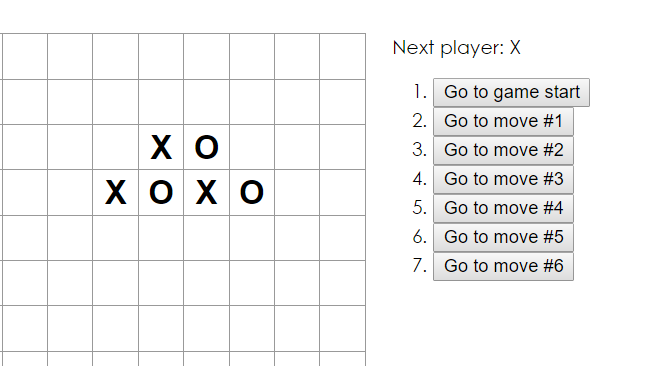 Next player: X
1. Go to game start
2. Go to move #1
X O
3. Go to move #2
4. Go to move #3
X O X O
5. Go to move #4
6. Go to move #5
7. Go to move #6